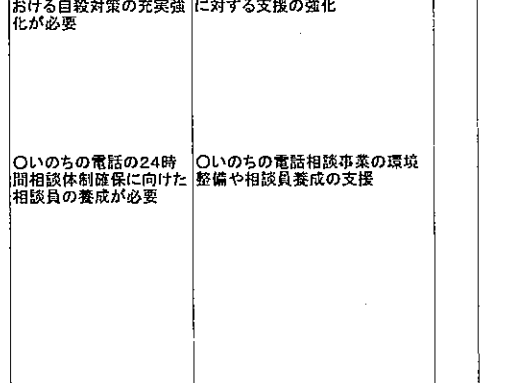 おける自殺対策の充実強
化が必要
に対する支援の強化
〇いのちの電話の24時
間相談体制確保に向けた
相談員の養成が必要
〇いのちの電話相談事業の環境
整備や相談員養成の支援